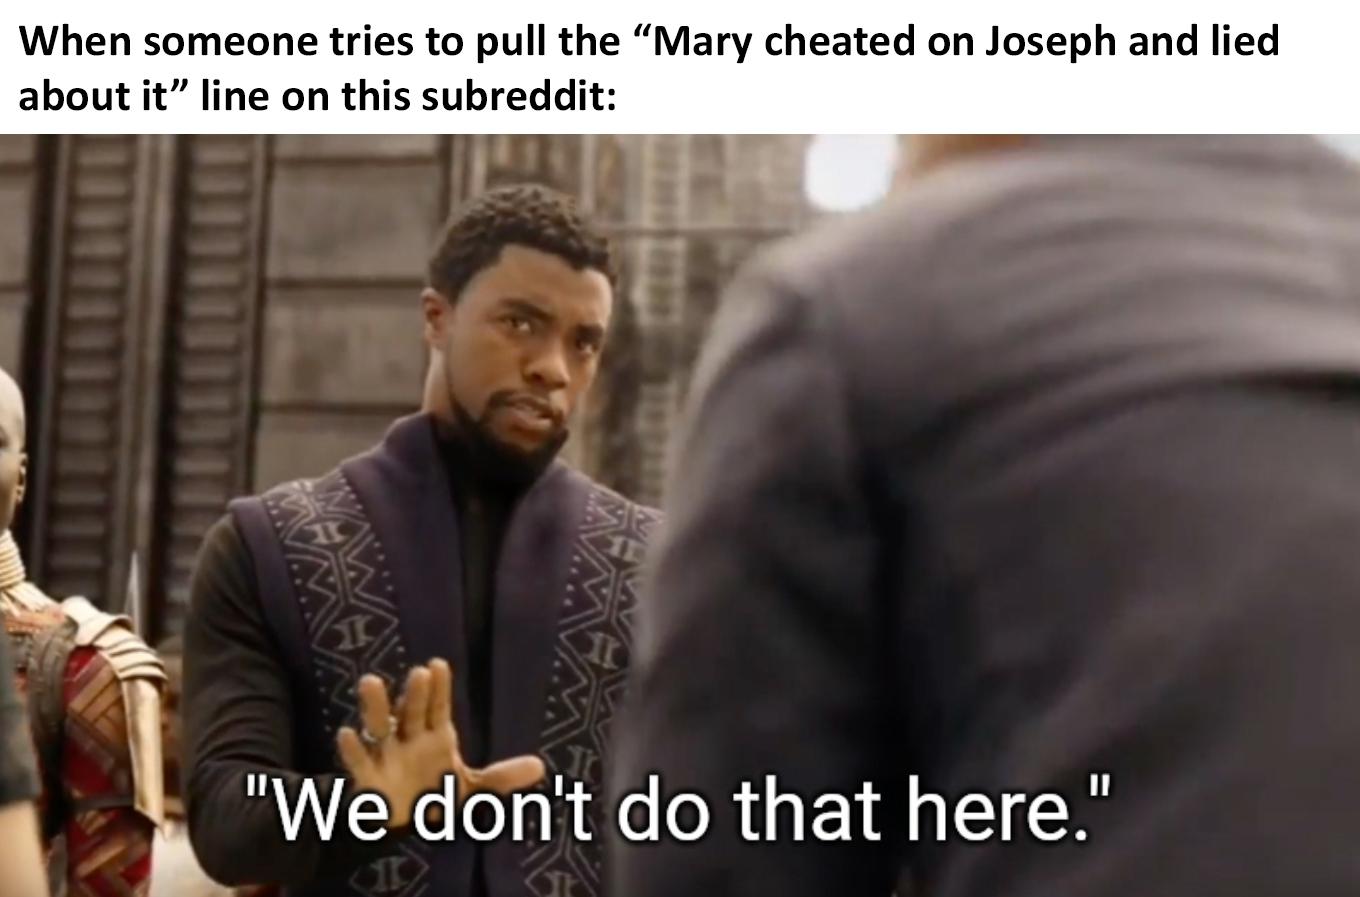 When someone tries to pull the “Mary cheated on Joseph and lied
about it” line on this subreddit:
"We don't do that here."